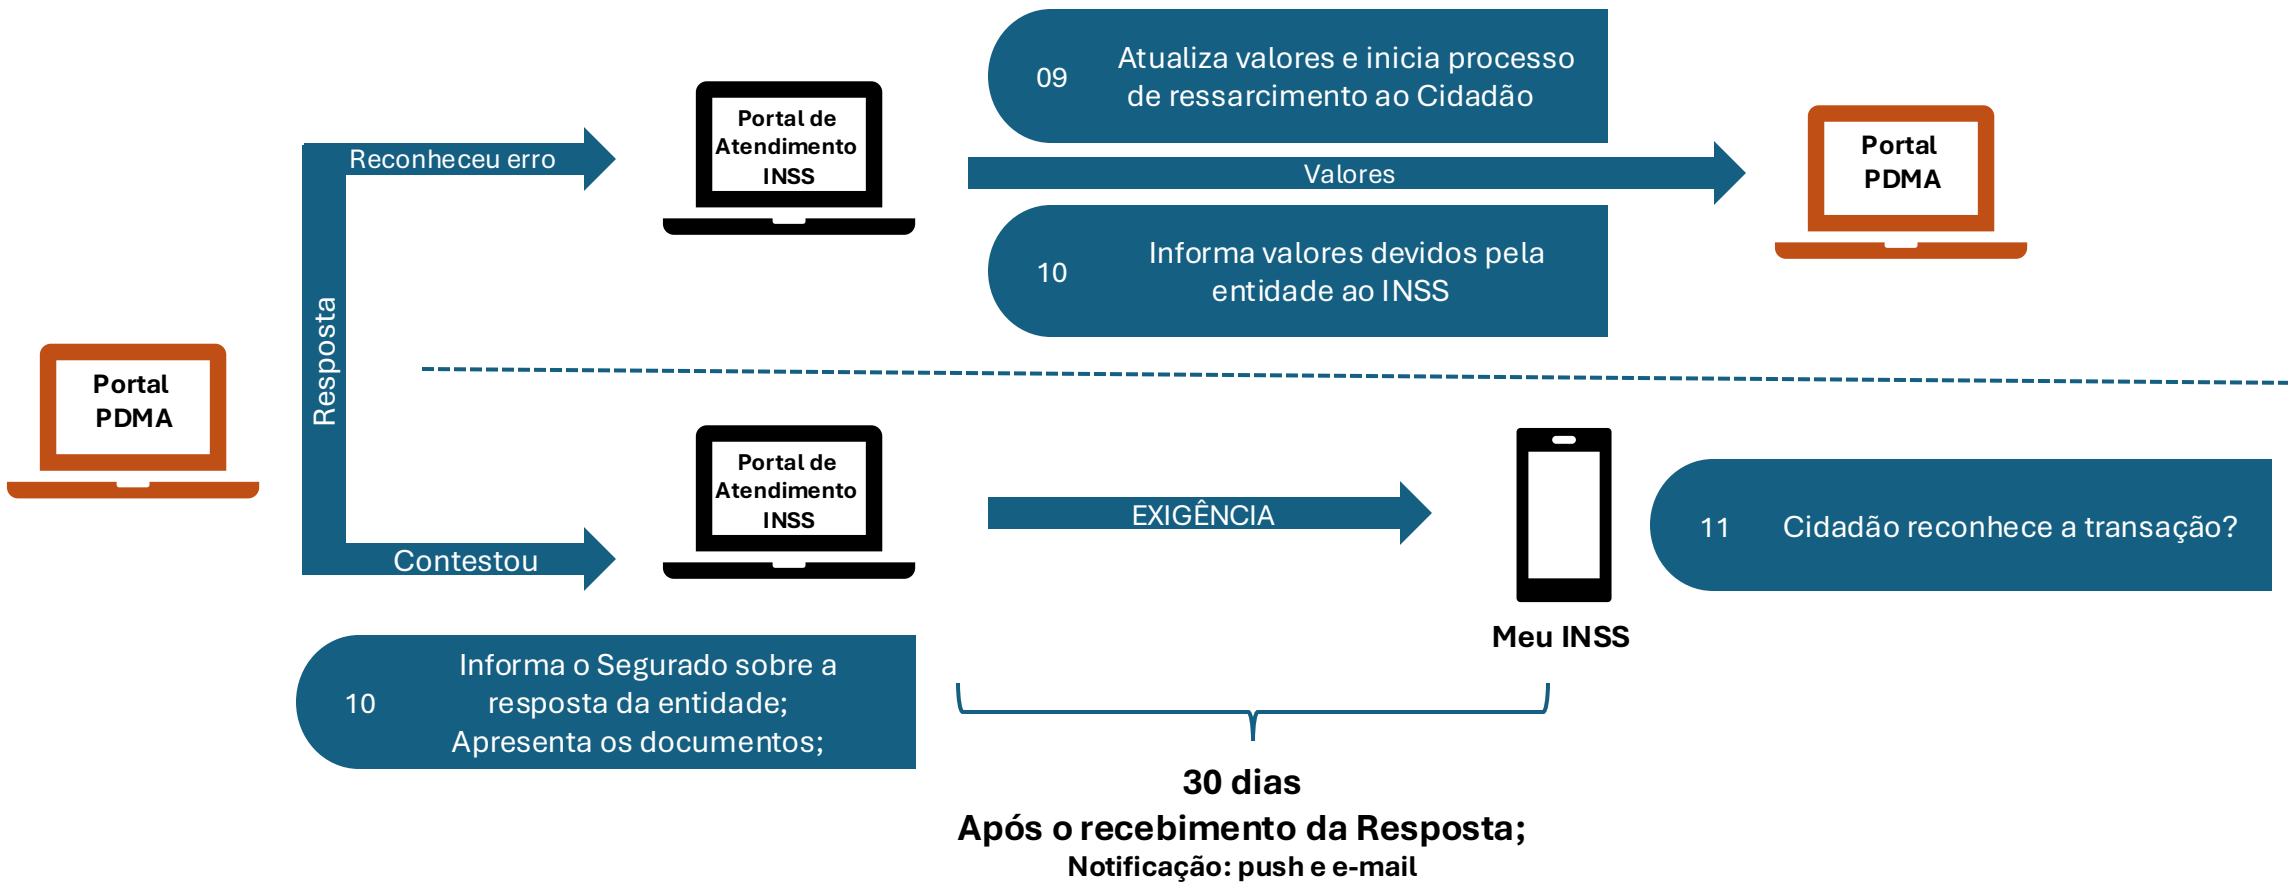 09
Atualiza valores e inicia processo
de ressarcimento ao Cidadão
Portal de
Atendimento
INSS
Reconheceu erro
Valores
Portal
PDMA
10
Informa valores devidos pela
entidade ao INSS
Resposta
Portal
PDMA
Portal de
Atendimento
INSS
Contestou
EXIGÊNCIA
11
Cidadão reconhece a transação?
Meu INSS
10
Informa o Segurado sobre a
resposta da entidade;
Apresenta os documentos;
30 dias
Após o recebimento da Resposta;
Notificação: push e e-mail